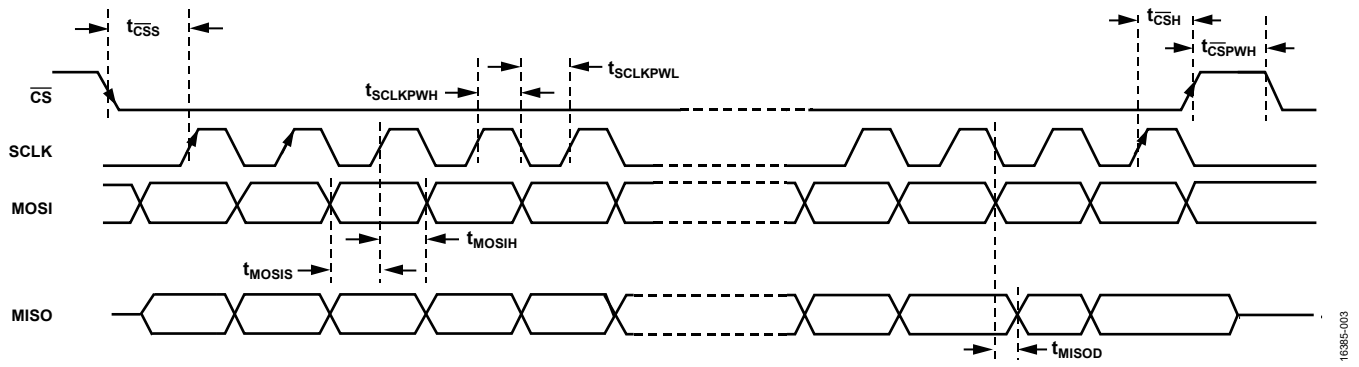 tCSS
tCSH
tCSPWH
tSCLKPWL
tSCLKPWH
CS
SCLK
MOSI
tMOSIH
tMOSIS
MISO
tMISOD
16385-003